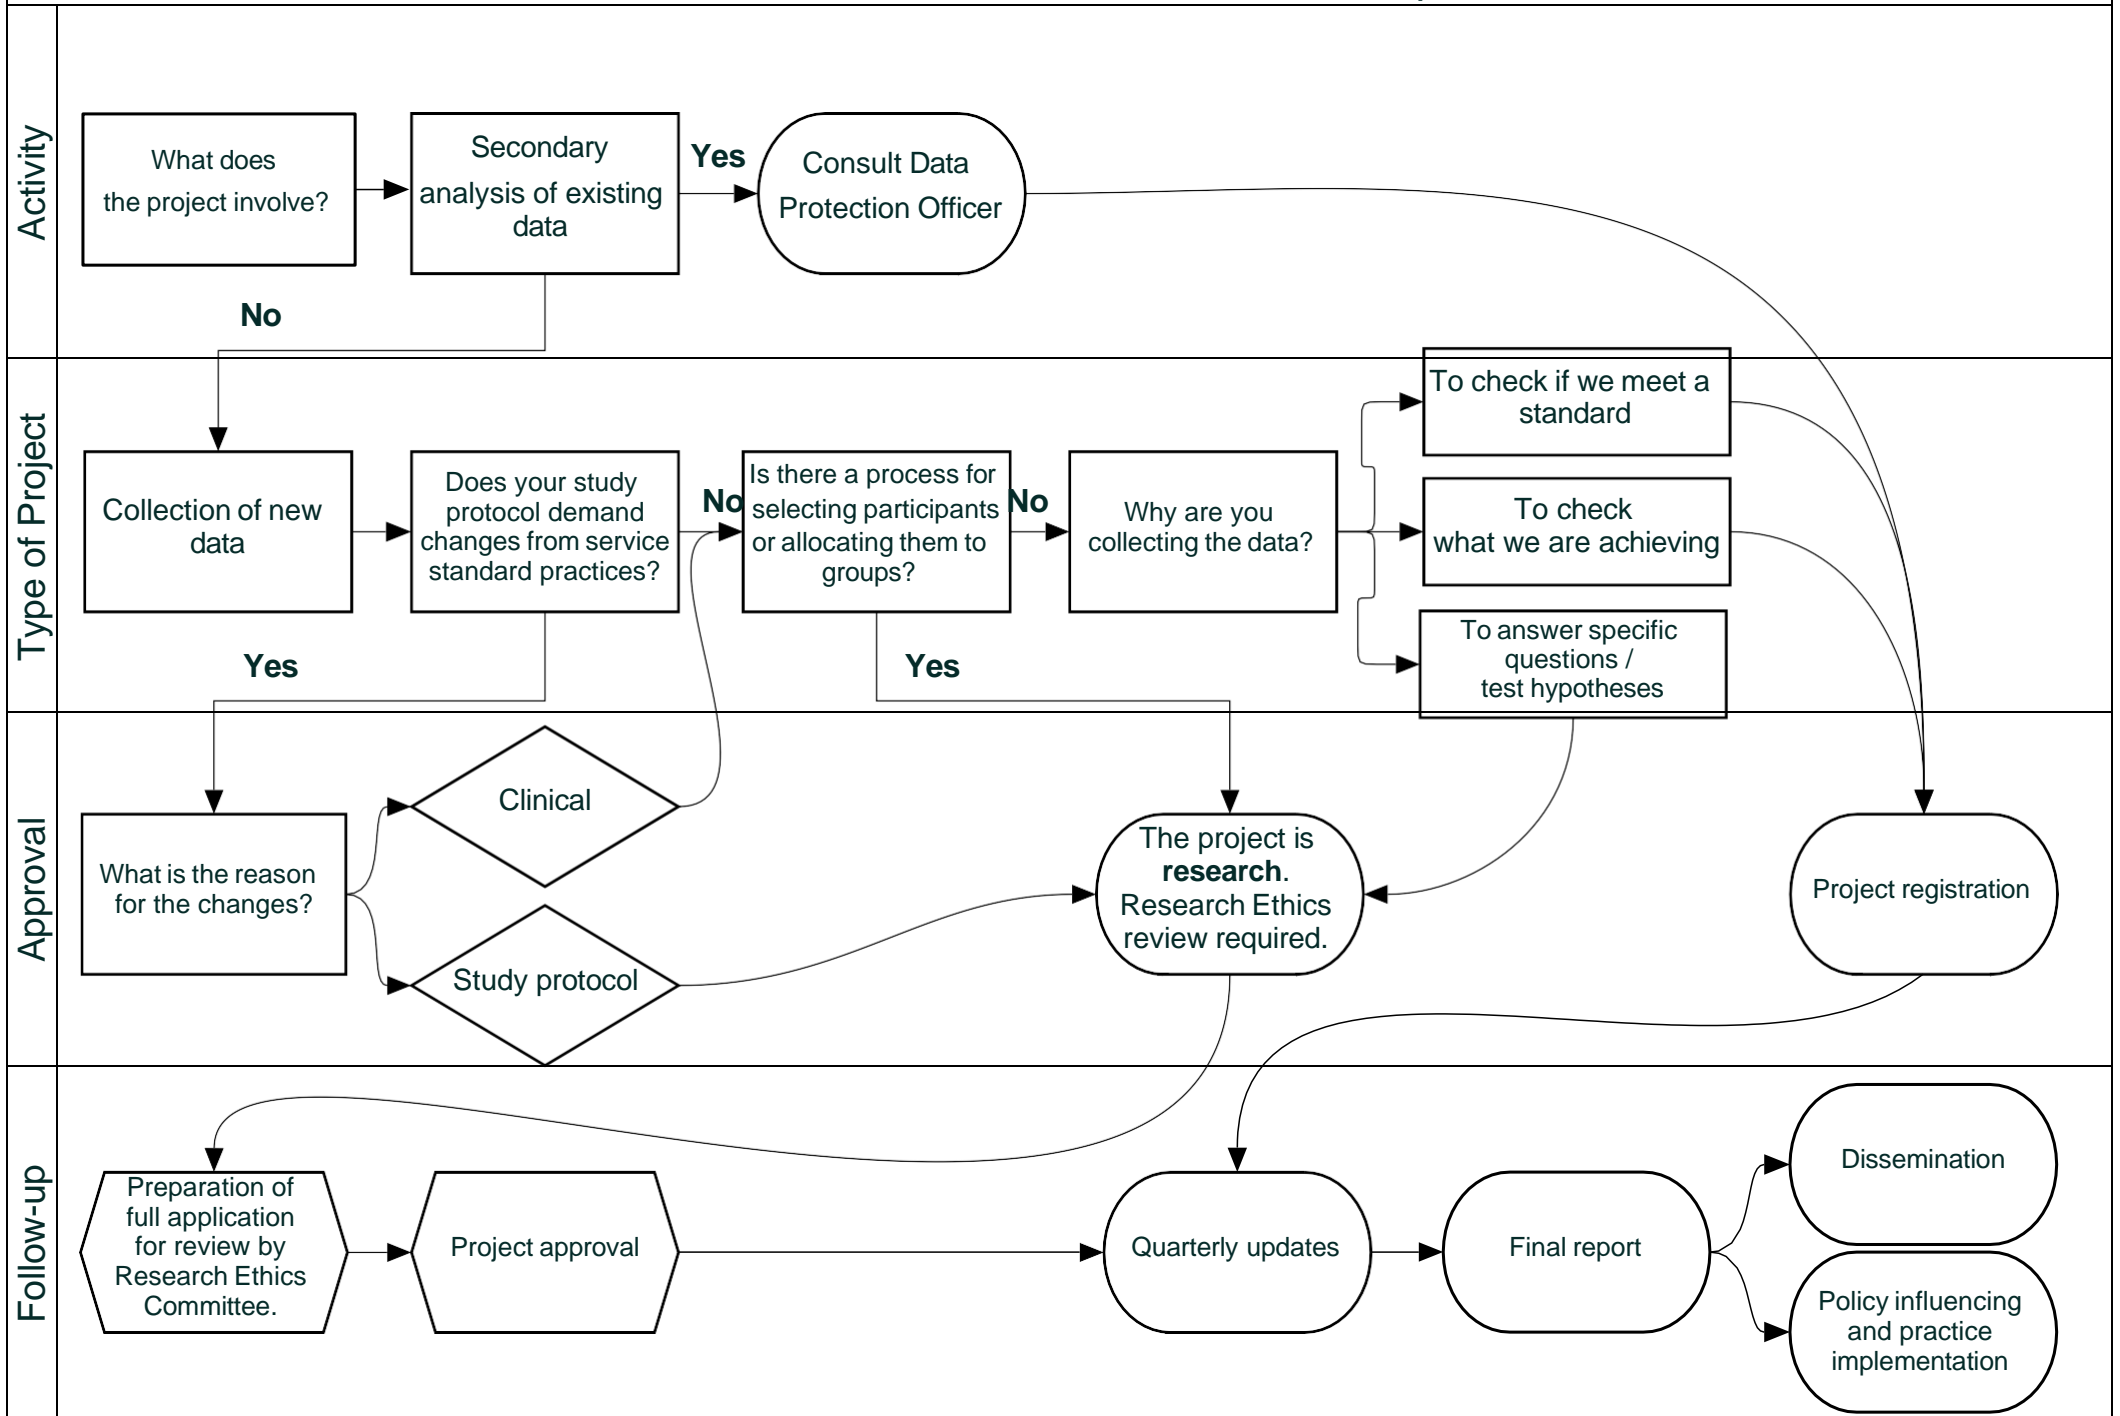 Activity
What does
the project involve?
Secondary
analysis of existing
data
Yes
Consult Data
Protection Officer
No
Type of Project
Collection of new
data
Does your study
protocol demand
changes from service
standard practices?
No
Is there a process for
selecting participants
or allocating them to
groups?
No
Why are you
collecting the data?
To check if we meet a
standard
To check
what we are achieving
To answer specific
questions /
test hypotheses
Yes
Yes
Approval
What is the reason
for the changes?
Clinical
Study protocol
The project is
research.
Research Ethics
review required.
Project registration
Follow-up
Preparation of
full application
for review by
Research Ethics
Committee.
Project approval
Quarterly updates
Final report
Dissemination
Policy influencing
and practice
implementation